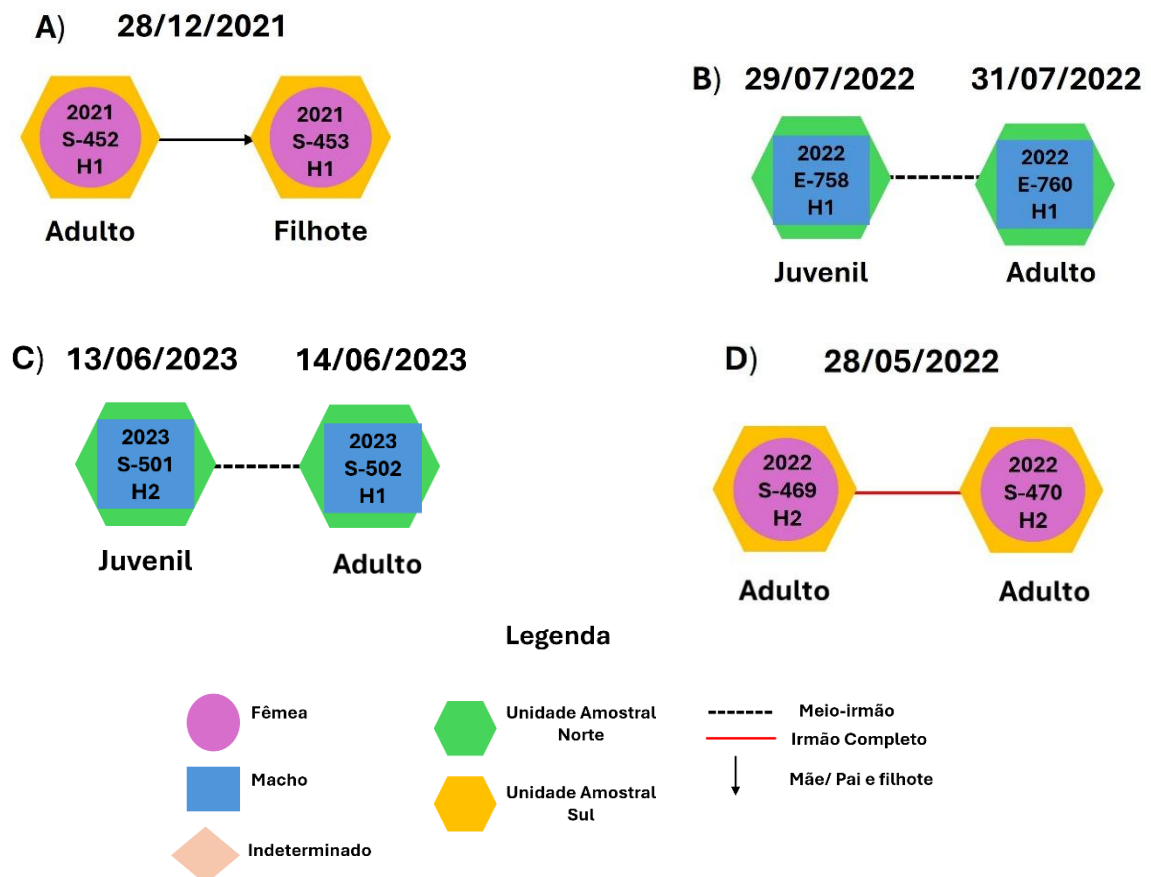 A) 28/12/2021
2021
S-452
H1
2021
S-453
H1
Adulto
Filhote
B) 29/07/2022 31/07/2022
2022
E-758
H1
2022
E-760
H1
Juvenil
Adulto
C) 13/06/2023 14/06/2023
2023
S-501
H2
2023
S-502
H1
Juvenil
Adulto
D) 28/05/2022
2022
S-469
H2
2022
S-470
H2
Adulto
Adulto
Legenda
Fêmea
Macho
Indeterminado
Unidade Amostral
Norte
Unidade Amostral
Sul
Meio-irmão
Irmão Completo
Mãe/ Pai e filhote